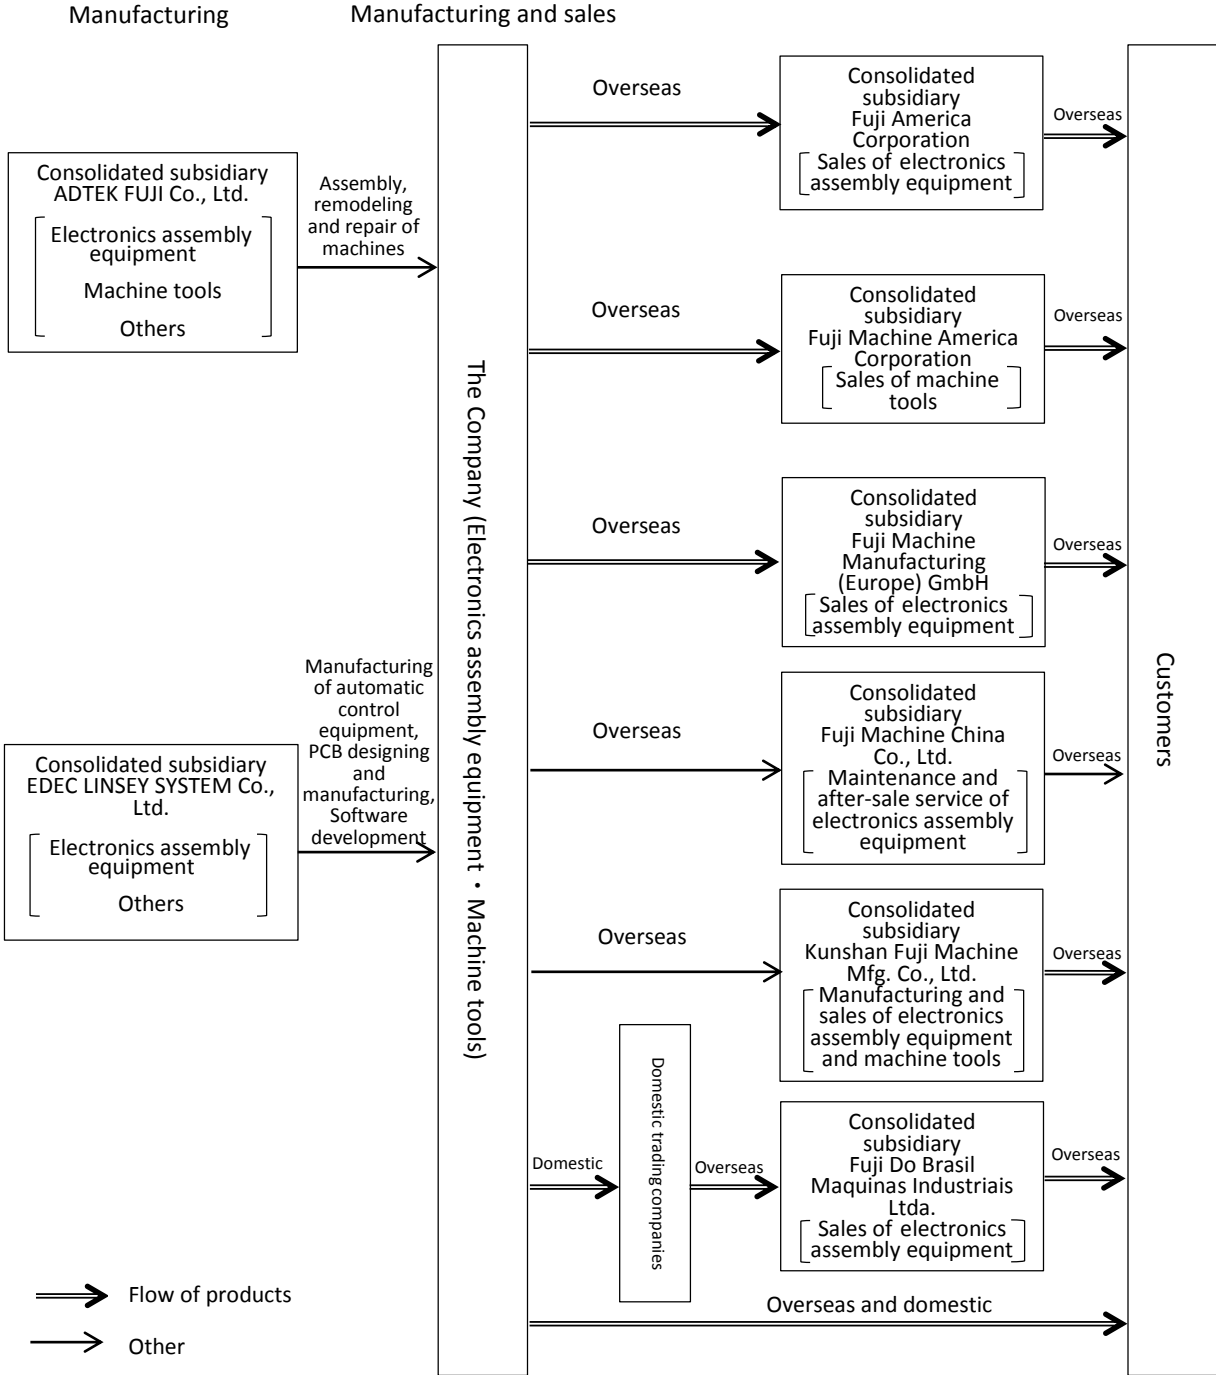 Manufacturing
Manufacturing and sales
Consolidated subsidiary
ADTEK FUJI Co., Ltd.
Electronics assembly
equipment
Machine tools
Others
Assembly,
remodeling
and repair of
machines
Consolidated subsidiary
EDEC LINSEY SYSTEM Co.,
Ltd.
Electronics assembly
equipment
Others
Manufacturing
of automatic
control
equipment,
PCB designing
and
manufacturing,
Software
development
The Company (Electronics assembly equipment・Machine tools)
Overseas
Consolidated
subsidiary
Fuji America
Corporation
Sales of electronics
assembly equipment
Overseas
Overseas
Consolidated
subsidiary
Fuji Machine America
Corporation
Sales of machine
tools
Overseas
Overseas
Consolidated
subsidiary
Fuji Machine
Manufacturing
(Europe) GmbH
Sales of electronics
assembly equipment
Overseas
Overseas
Consolidated
subsidiary
Fuji Machine China
Co., Ltd.
Maintenance and
after-sale service of
electronics assembly
equipment
Overseas
Overseas
Consolidated
subsidiary
Kunshan Fuji Machine
Mfg. Co., Ltd.
Manufacturing and
sales of electronics
assembly equipment
and machine tools
Overseas
Domestic
Domestic trading companies
Overseas
Consolidated
subsidiary
Fuji Do Brasil
Maquinas Industriais
Ltda.
Sales of electronics
assembly equipment
Overseas
Overseas and domestic
Customers
Flow of products
Other